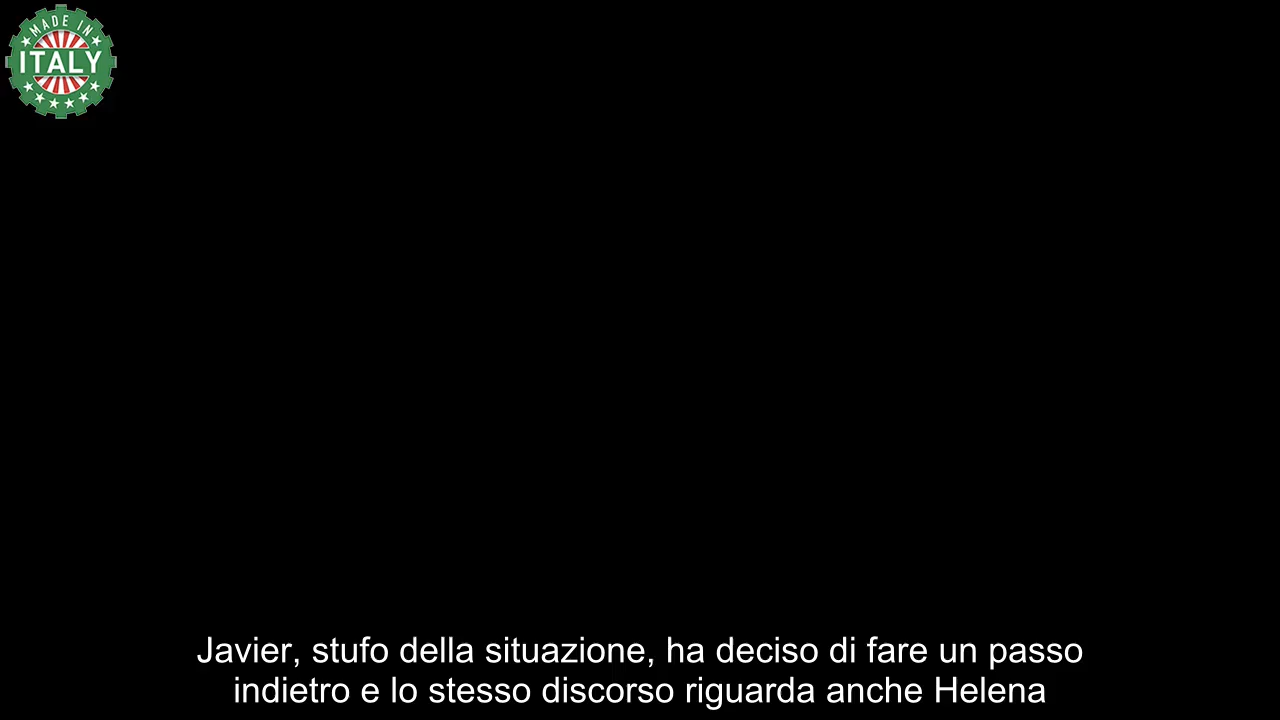 MADE IN
ITALY
Javier, stufo della situazione, ha deciso di fare un passo
indietro e lo stesso discorso riguarda anche Helena